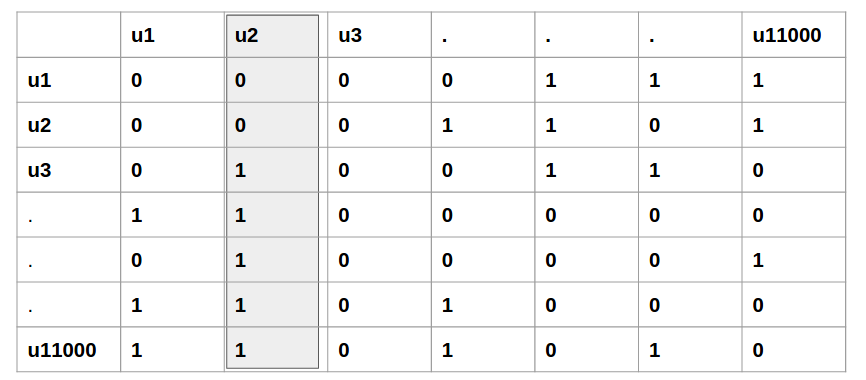 u1 u2 u3 . . . u11000
u1 0 0 0 0 1 1 1
u2 0 0 0 1 1 0 1
u3 0 1 0 0 1 1 0
. 1 1 0 0 0 0 0
. 0 1 0 0 0 0 1
. 1 1 0 1 0 0 0
u11000 1 1 0 1 0 1 0